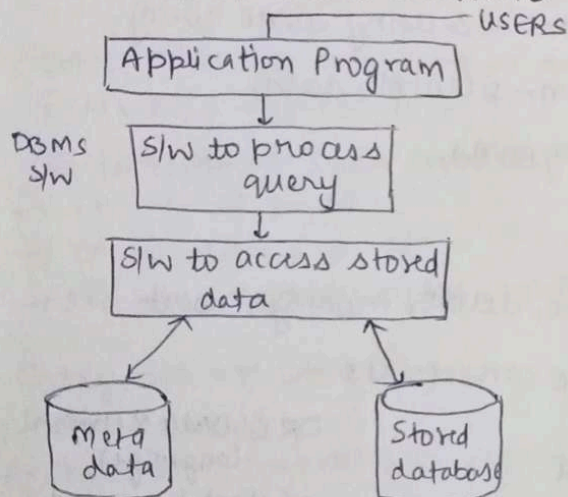 USERS
Application Program
DBMS
S/W
S/W to process
query
S/W to access stored
data
Meta
data
Stored
database